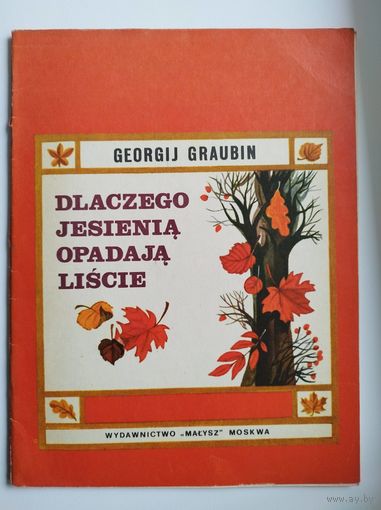 GEORGIJ GRAUBIN
DLACZEGO
JESIENIĄ
OPADAJĄ
LIŚCIE
WYDAWNICTWO „MAŁYSZ" MOSKWA
www.ay.by